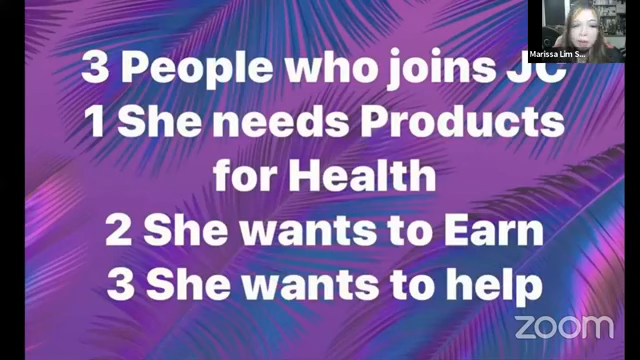 3 People who joins JC
1 She needs Products
for Health
2 She wants to Earn
3 She wants to help
Marissa Lim S...
zoom